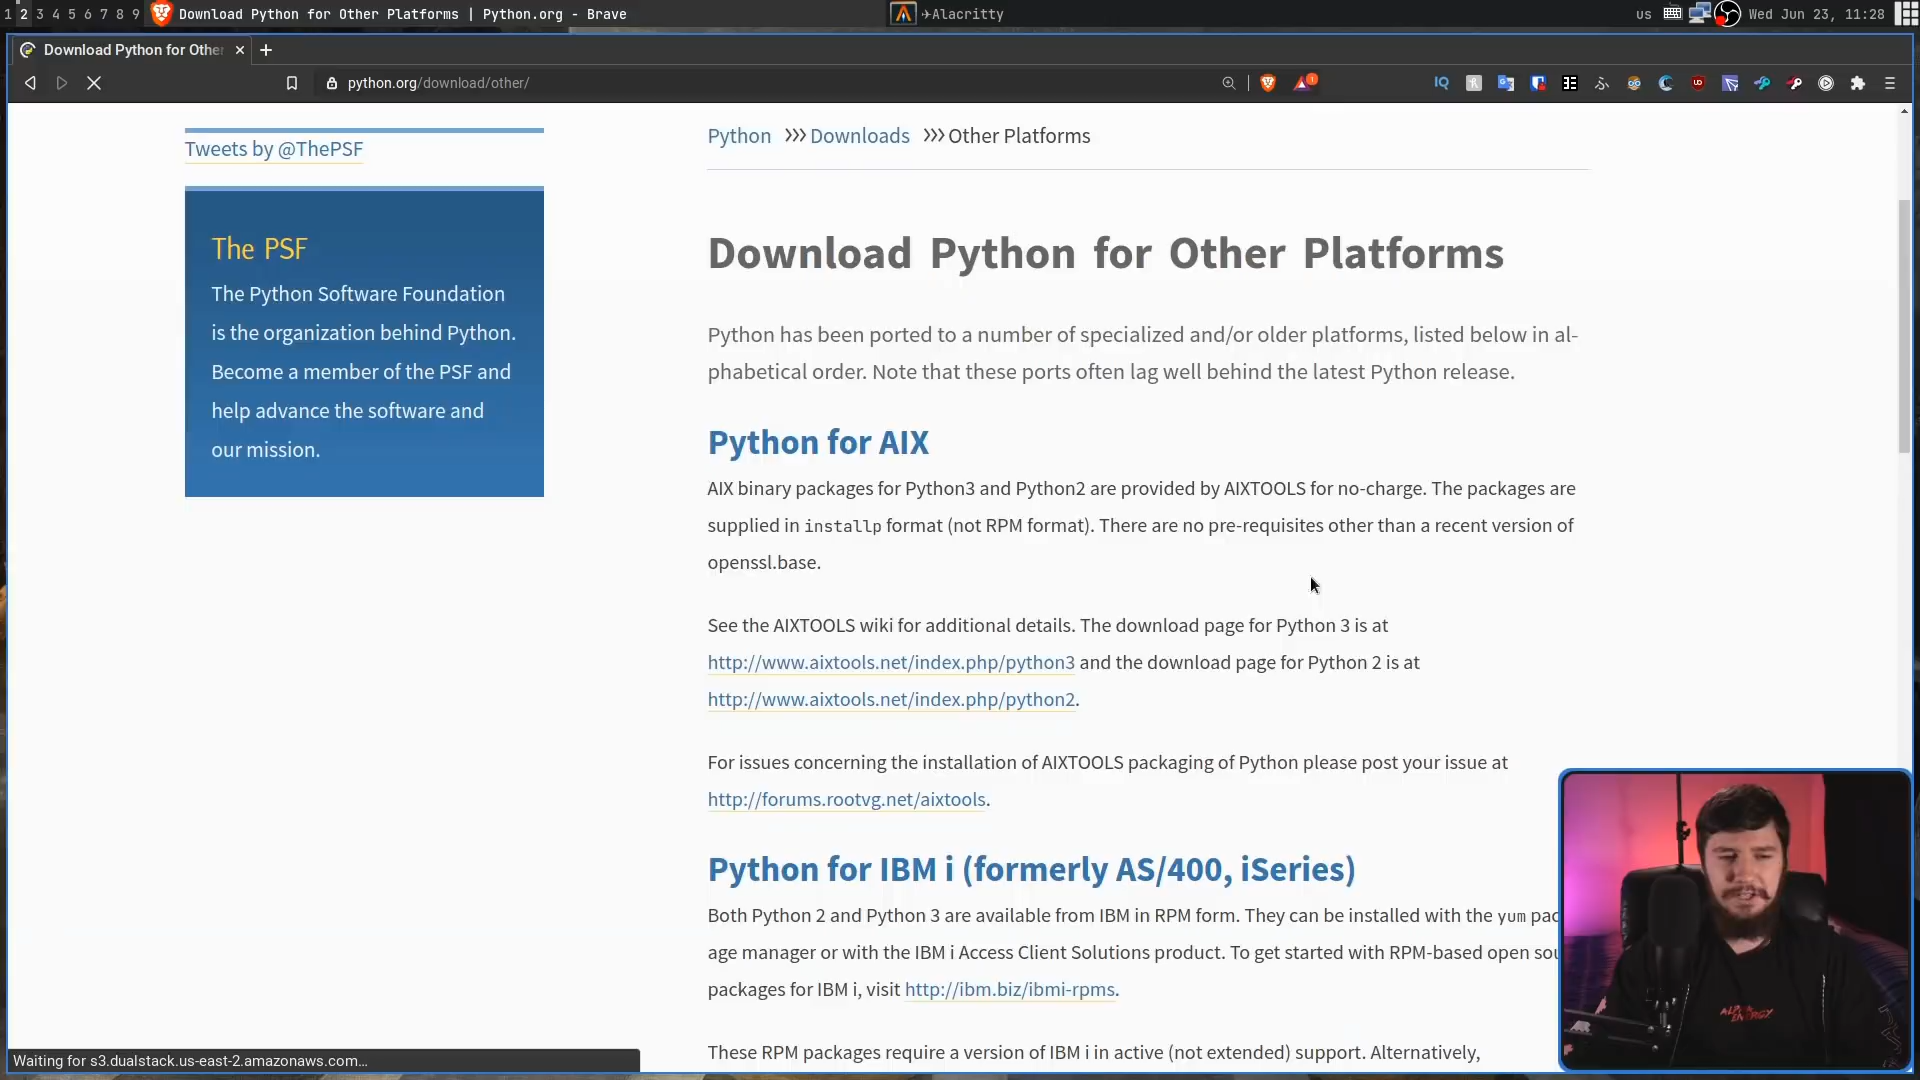 1 2 3 4 5 6 7 8 9 Download Python for Other Platforms | Python.org - Brave
✈Alacritty
us Wed Jun 23, 11:28
Download Python for Othe
python.org/download/other/
Tweets by @ThePSF
The PSF
The Python Software Foundation
is the organization behind Python.
Become a member of the PSF and
help advance the software and
our mission.
Python >>> Downloads >>> Other Platforms
Download Python for Other Platforms
Python has been ported to a number of specialized and/or older platforms, listed below in al-
phabetical order. Note that these ports often lag well behind the latest Python release.
Python for AIX
AIX binary packages for Python3 and Python2 are provided by AIXTOOLS for no-charge. The packages are
supplied in installp format (not RPM format). There are no pre-requisites other than a recent version of
openssl.base.
See the AIXTOOLS wiki for additional details. The download page for Python 3 is at
http://www.aixtools.net/index.php/python3 and the download page for Python 2 is at
http://www.aixtools.net/index.php/python2.
For issues concerning the installation of AIXTOOLS packaging of Python please post your issue at
http://forums.rootvg.net/aixtools.
Python for IBM i (formerly AS/400, iSeries)
Both Python 2 and Python 3 are available from IBM in RPM form. They can be installed with the yum pac
age manager or with the IBM i Access Client Solutions product. To get started with RPM-based open sou
packages for IBM i, visit http://ibm.biz/ibmi-rpms.
These RPM packages require a version of IBM i in active (not extended) support. Alternatively,
Waiting for s3.dualstack.us-east-2.amazonaws.com...